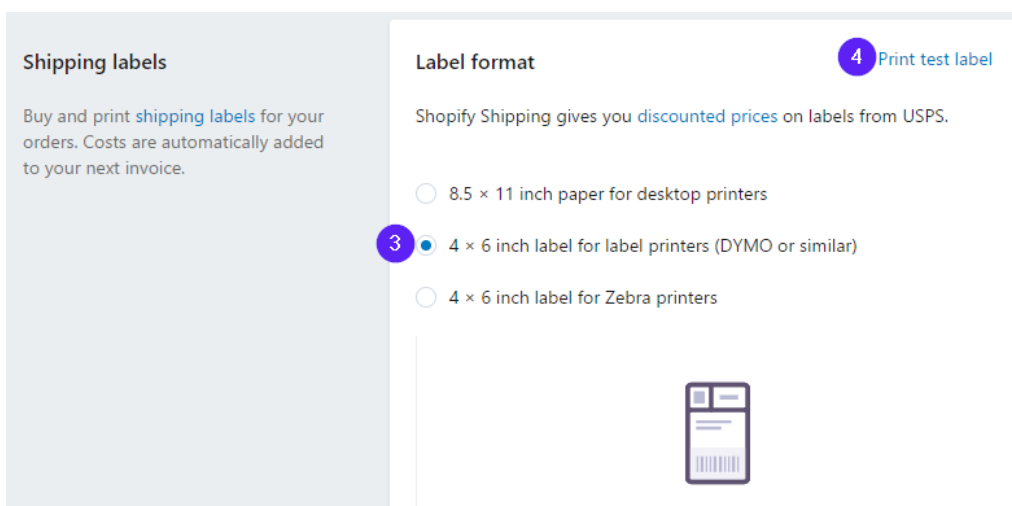 Shipping labels
Buy and print shipping labels for your
orders. Costs are automatically added
to your next invoice.
Label format
4 Print test label
Shopify Shipping gives you discounted prices on labels from USPS.
8.5 × 11 inch paper for desktop printers
3 4 × 6 inch label for label printers (DYMO or similar)
4 × 6 inch label for Zebra printers